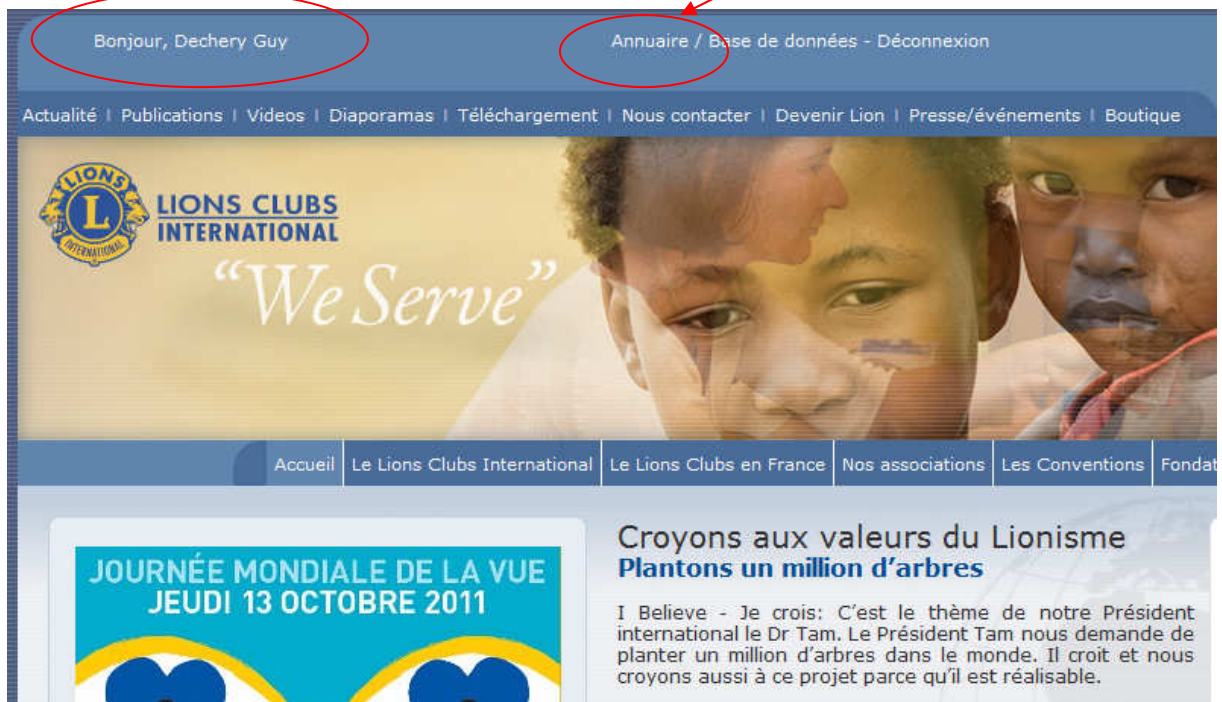 Bonjour, Dechery Guy
Annuaire / Base de données - Déconnexion
Actualité | Publications | Videos | Diaporamas | Téléchargement | Nous contacter | Devenir Lion | Presse/événements | Boutique
LIONS
L
INTERNATIONAL
LIONS CLUBS
INTERNATIONAL
“We Serve”
Accueil
Le Lions Clubs International
Le Lions Clubs en France
Nos associations
Les Conventions
Fondat
JOURNÉE MONDIALE DE LA VUE
JEUDI 13 OCTOBRE 2011
Croyons aux valeurs du Lionisme
Plantons un million d’arbres
I Believe - Je crois: C’est le thème de notre Président
international le Dr Tam. Le Président Tam nous demande de
planter un million d’arbres dans le monde. Il croit et nous
croyons aussi à ce projet parce qu’il est réalisable.